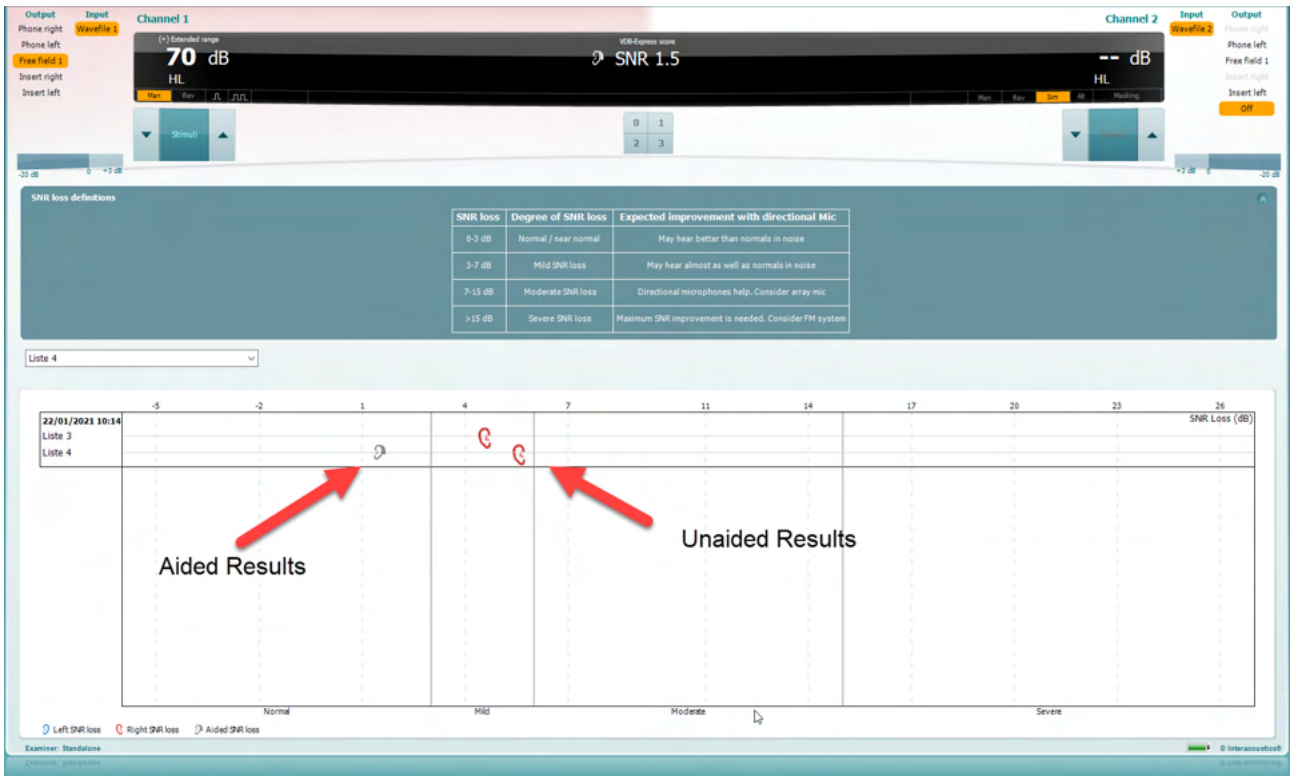 Output Input Channel 1 Channel 2 Input Output
Phone right Wavefile 1 Wavefile 2 Phone right
Phone left (+) Extended range VDB-Express score Phone left
Free field 1 70 dB SNR 1.5 -- dB Free field 1
Insert right HL HL Insert right
Insert left Man Rev Man Rev Sim Alt Masking Insert left
Off
Stimuli
0 1
2 3
-20 dB 0 +3 dB +3 dB 0 -20 dB
SNR loss definitions
SNR loss Degree of SNR loss Expected improvement with directional Mic
0-3 dB Normal / near normal May hear better than normals in noise
3-7 dB Mild SNR loss May hear almost as well as normals in noise
7-15 dB Moderate SNR loss Directional microphones help. Consider array mic
>15 dB Severe SNR loss Maximum SNR improvement is needed. Consider FM system
Liste 4
-5 -2 1 4 7 11 14 17 20 23 26
22/01/2021 10:14 SNR Loss (dB)
Liste 3
Liste 4
Unaided Results
Aided Results
Normal Mild Moderate Severe
Left SNR loss Right SNR loss Aided SNR loss
Examiner: Standalone © Interacoustics®